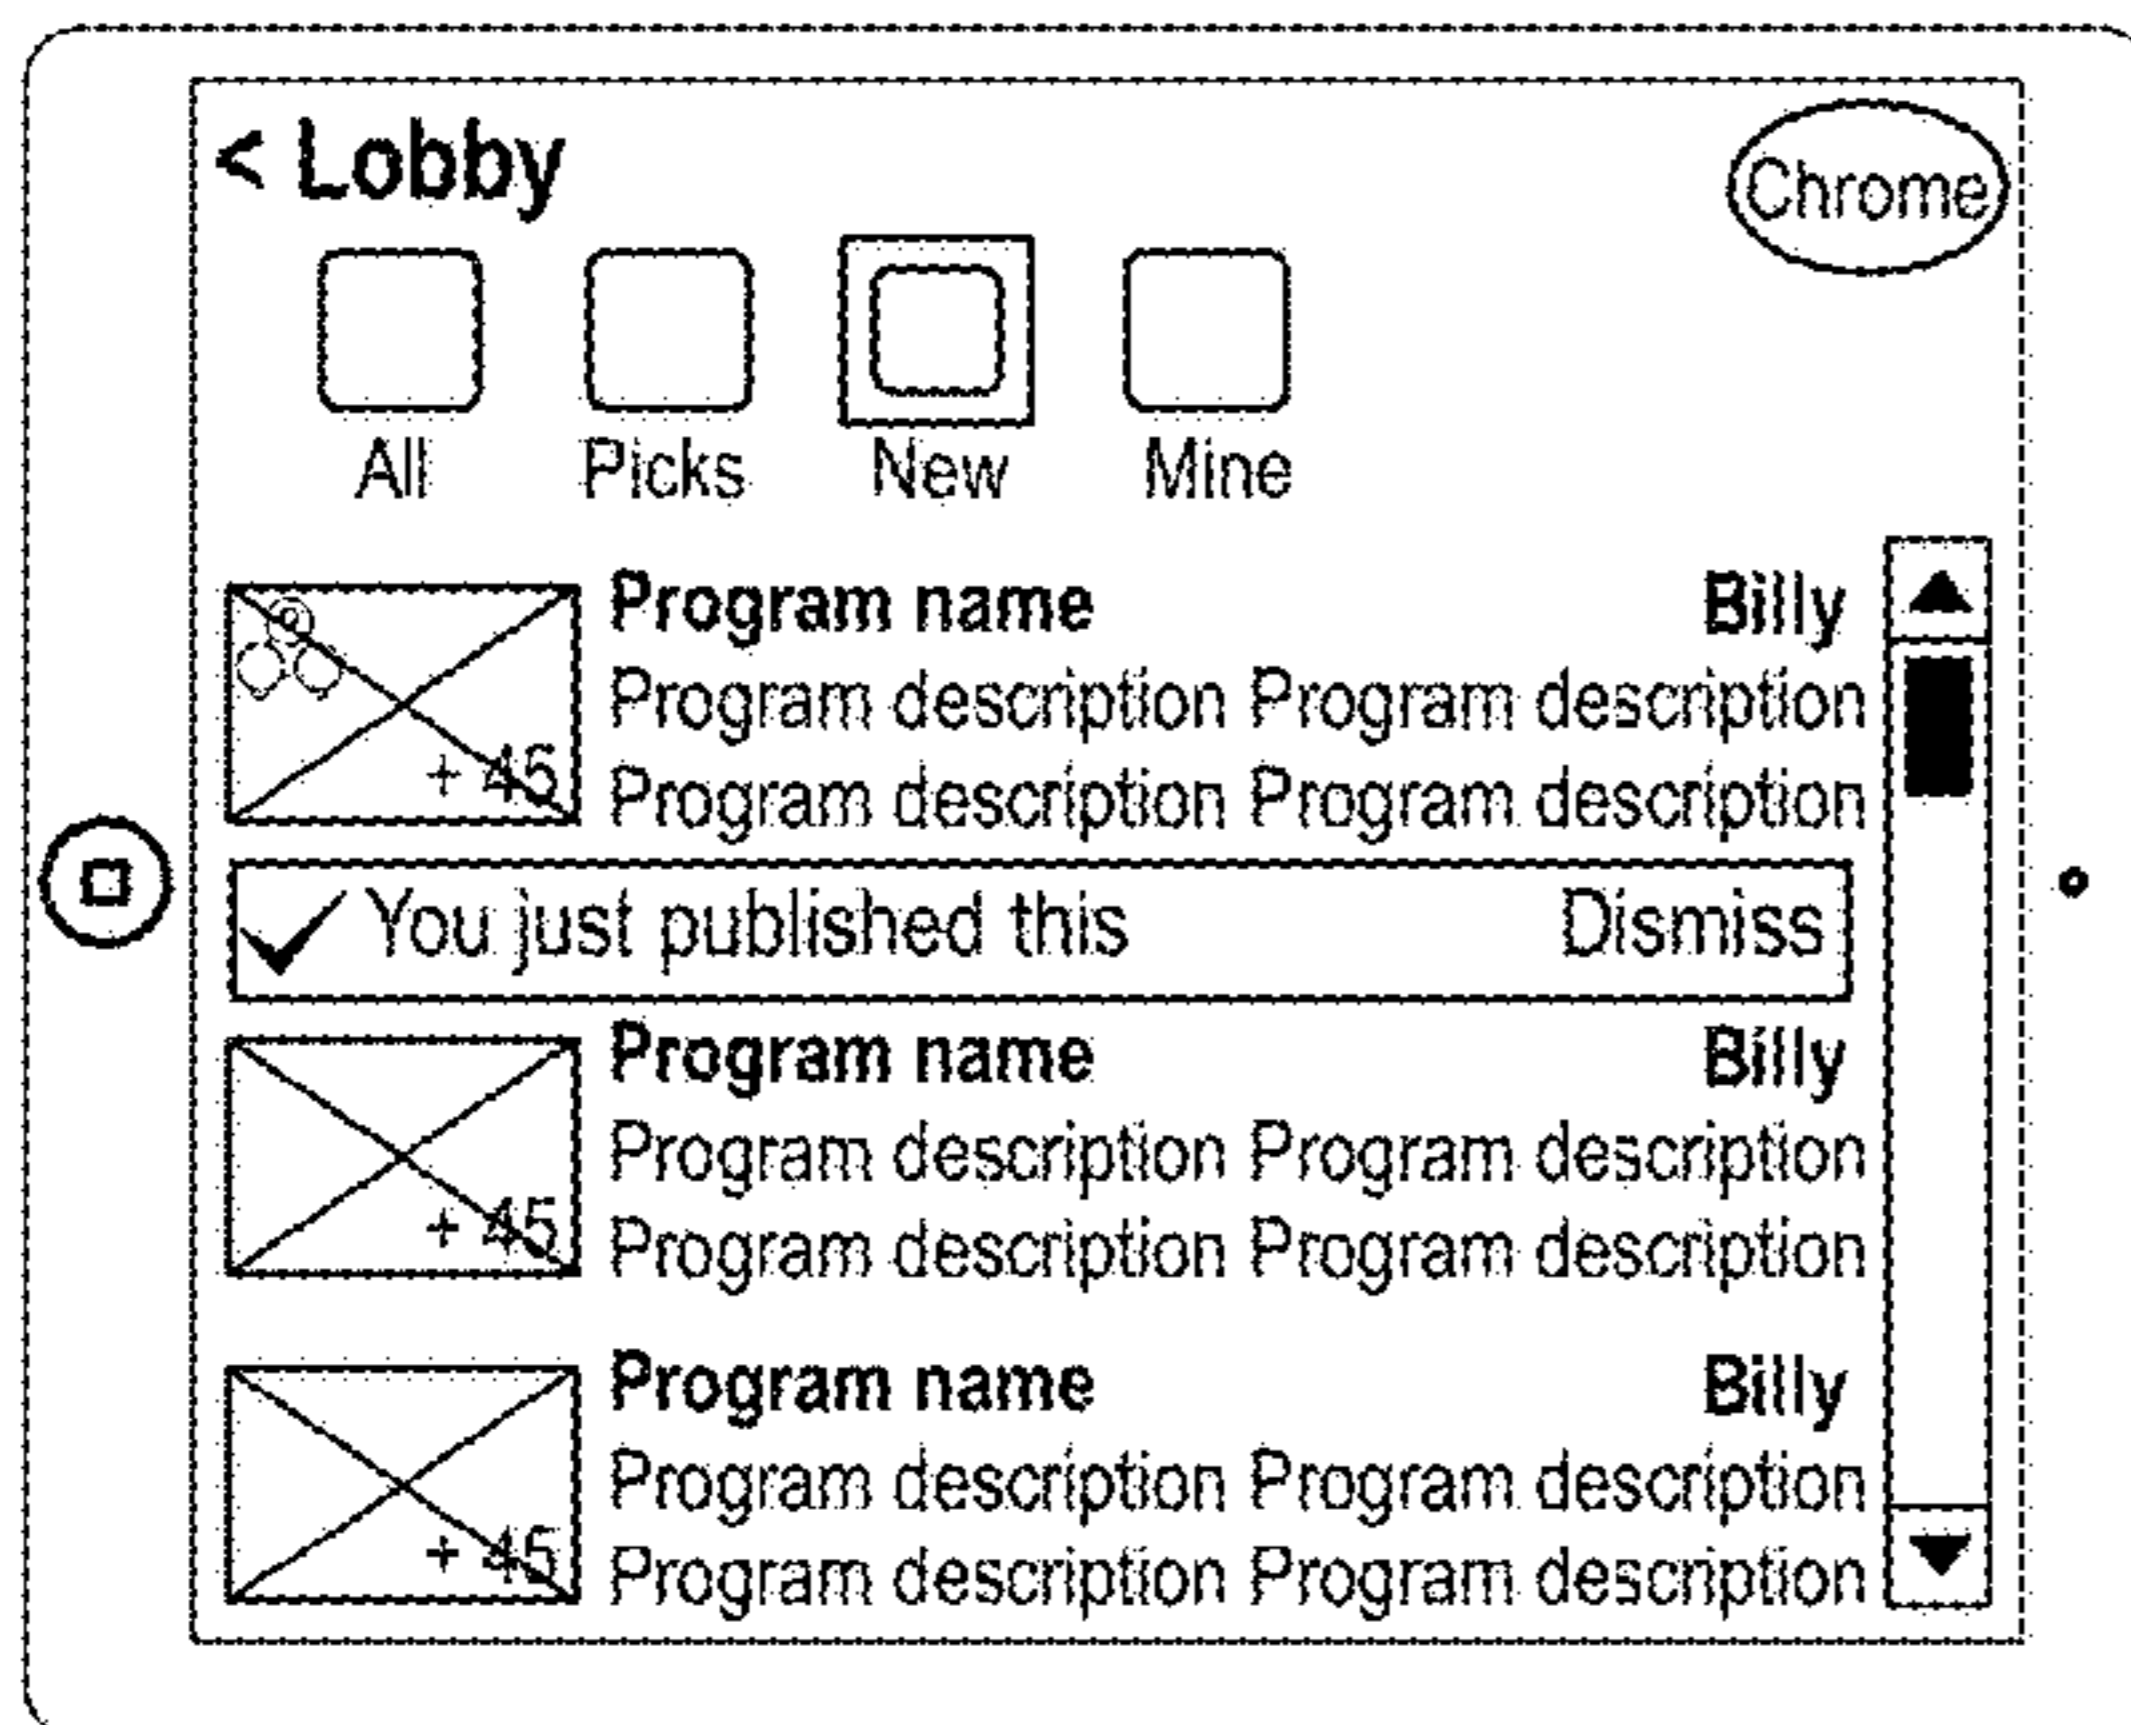 < Lobby
Chrome
All Picks New Mine
Program name Billy
Program description Program description
+ 45 Program description Program description
You just published this Dismiss
Program name Billy
Program description Program description
+ 45 Program description Program description
Program name Billy
Program description Program description
+ 45 Program description Program description